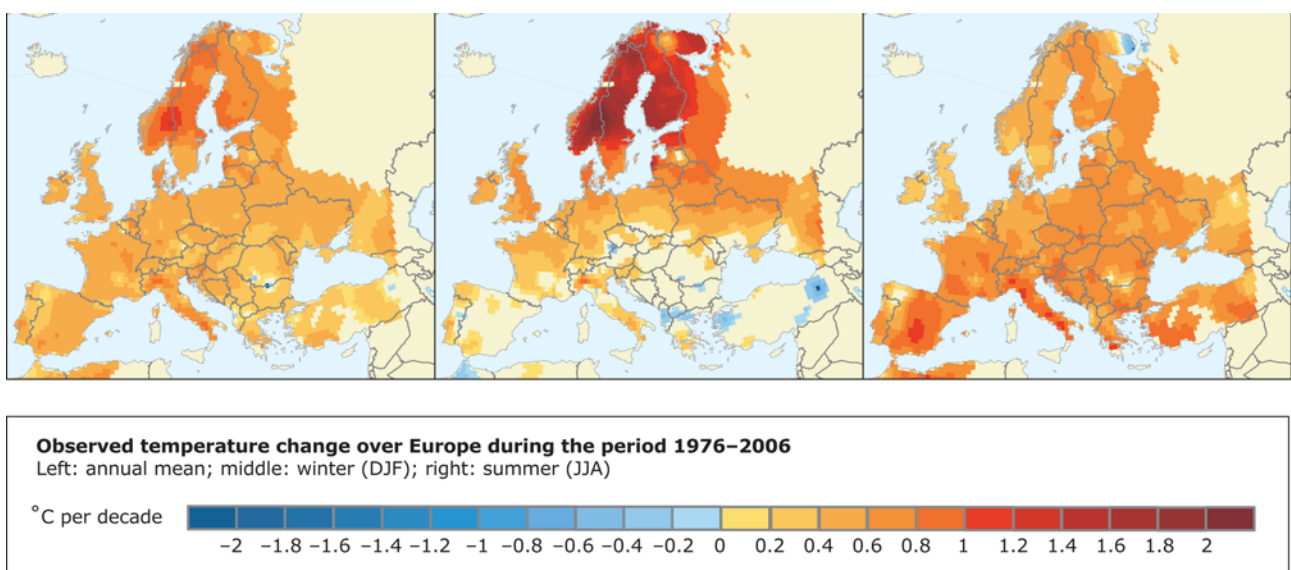 Observed temperature change over Europe during the period 1976–2006
Left: annual mean; middle: winter (DJF); right: summer (JJA)
°C per decade
−2 −1.8 −1.6 −1.4 −1.2 −1 −0.8 −0.6 −0.4 −0.2 0 0.2 0.4 0.6 0.8 1 1.2 1.4 1.6 1.8 2